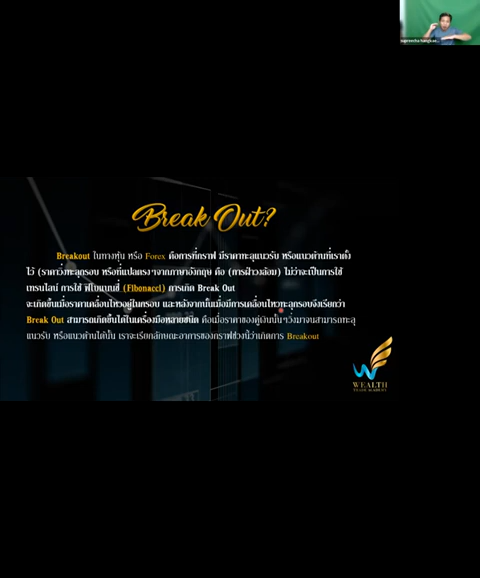 Break Out?
Breakout ในทางหุ้น หรือ Forex คือการที่กราฟ มีราคาทะลุแนวรับ หรือแนวต้านที่เราตั้ง
ไว้ (ราคาวิ่งทะลุกรอบ หรือที่แปลตรงๆจากภาษาอังกฤษ คือ (การฝ่าวงล้อม) ไม่ว่าจะเป็นการใช้
เทรนไลน์ การใช้ ฟีโบแนนซี่ (Fibonacci) การเกิด Break Out
จะเกิดขึ้นเมื่อราคาเคลื่อนไหวอยู่ในกรอบ และหลังจากนั้นเมื่อมีการเคลื่อนไหวทะลุกรอบจึงเรียกว่า
Break Out สามารถเกิดขึ้นได้ในเครื่องมือหลายชนิด คือเมื่อราคาของคู่เงินนั้นๆวิ่งมาจนสามารถทะลุ
แนวรับ หรือแนวต้านได้นั้น เราจะเรียกลักษณะอาการของกราฟช่วงนี้ว่าเกิดการ Breakout
WEALTH